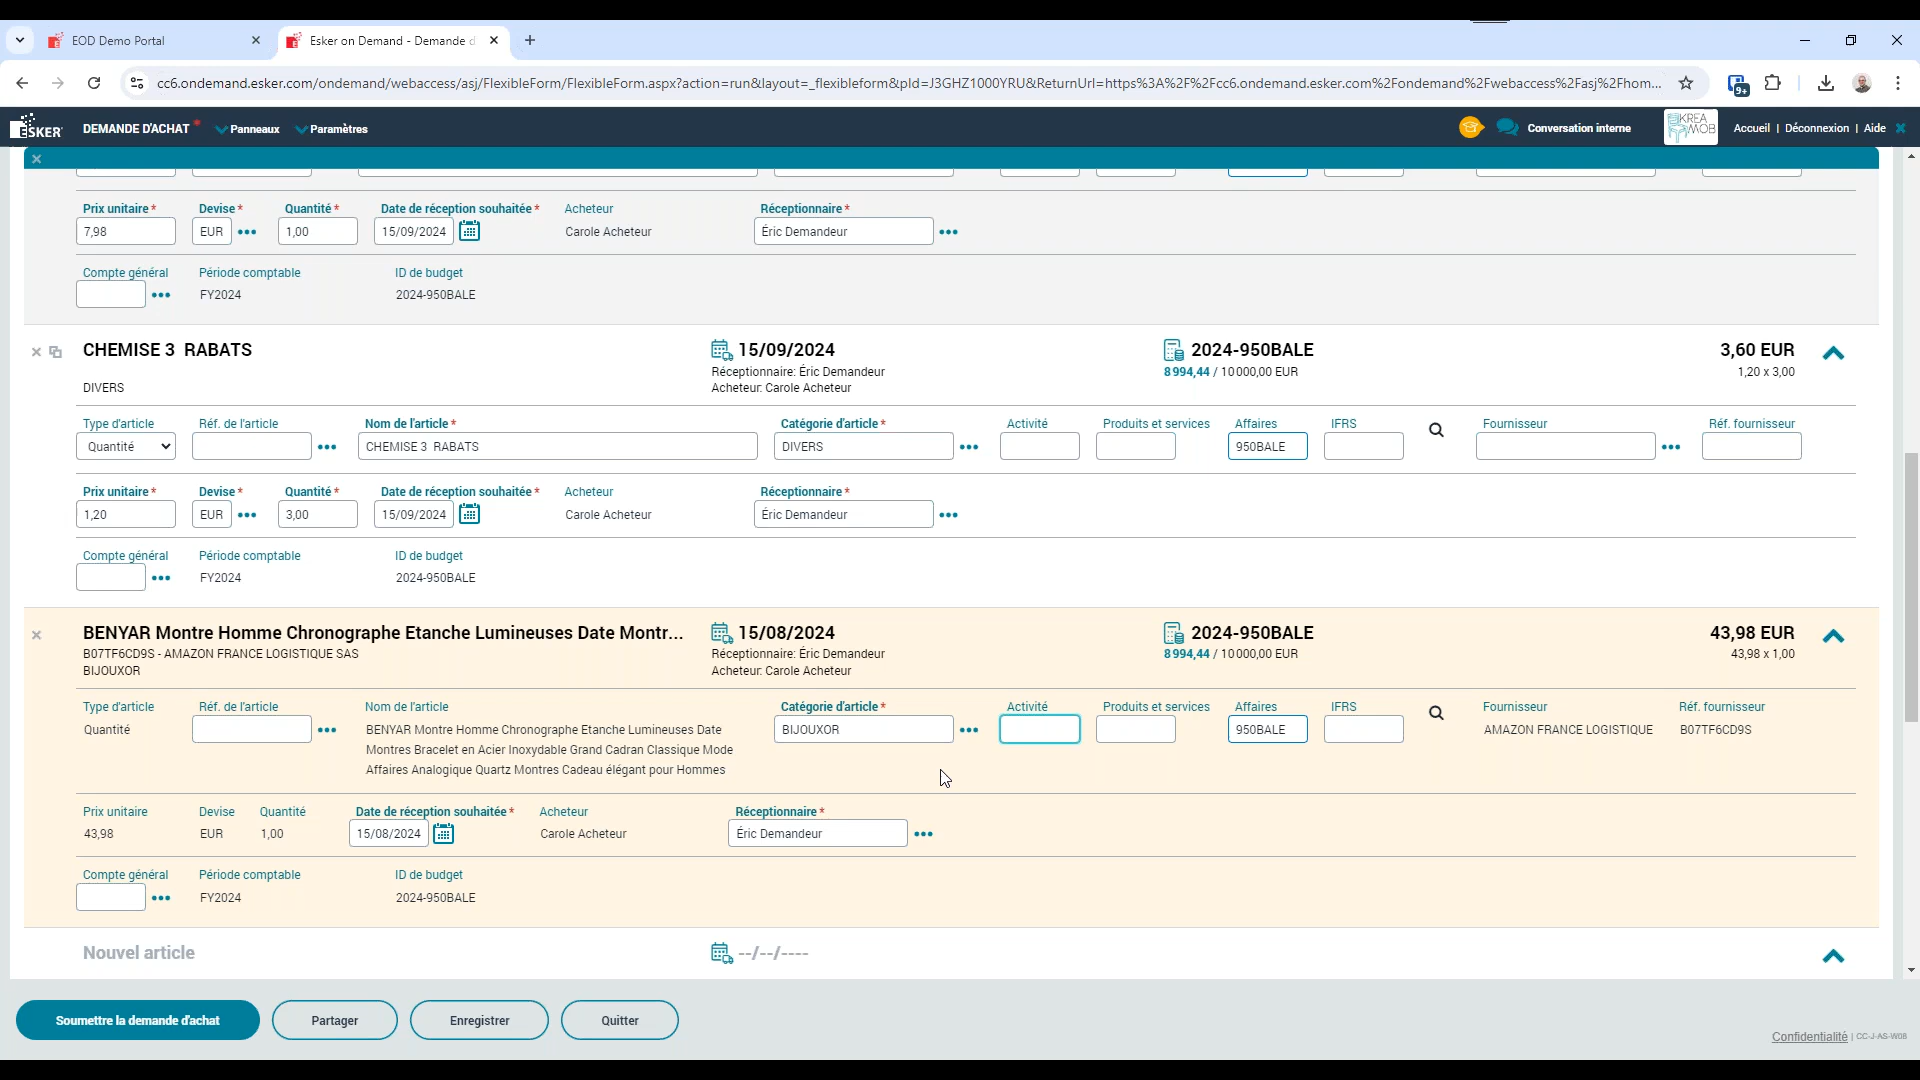 EOD Demo Portal
Esker on Demand - Demande d
cc6.ondemand.esker.com/ondemand/webaccess/asj/FlexibleForm/FlexibleForm.aspx?action=run&layout=_flexibleform&pId=J3GHZ1000YRU&ReturnUrl=https%3A%2F%2Fcc6.ondemand.esker.com%2Fondemand%2Fwebaccess%2Fasj%2Fhom...
9+
ESKER DEMANDE D'ACHAT * Panneaux Paramètres
Conversation interne
KREA MOB
Accueil | Déconnexion | Aide
Prix unitaire * Devise * Quantité * Date de réception souhaitée * Acheteur Réceptionnaire *
7,98 EUR 1,00 15/09/2024 Carole Acheteur Éric Demandeur
Compte général Période comptable ID de budget
FY2024 2024-950BALE
CHEMISE 3 RABATS 15/09/2024 2024-950BALE 3,60 EUR
Réceptionnaire: Éric Demandeur 8 994,44 / 10 000,00 EUR 1,20 x 3,00
DIVERS Acheteur: Carole Acheteur
Type d'article Réf. de l'article Nom de l'article * Catégorie d'article * Activité Produits et services Affaires IFRS Fournisseur Réf. fournisseur
Quantité CHEMISE 3 RABATS DIVERS 950BALE
Prix unitaire * Devise * Quantité * Date de réception souhaitée * Acheteur Réceptionnaire *
1,20 EUR 3,00 15/09/2024 Carole Acheteur Éric Demandeur
Compte général Période comptable ID de budget
FY2024 2024-950BALE
BENYAR Montre Homme Chronographe Etanche Lumineuses Date Montr... 15/08/2024 2024-950BALE 43,98 EUR
B07TF6CD9S - AMAZON FRANCE LOGISTIQUE SAS Réceptionnaire: Éric Demandeur 8 994,44 / 10 000,00 EUR 43,98 x 1,00
BIJOUXOR Acheteur: Carole Acheteur
Type d'article Réf. de l'article Nom de l'article Catégorie d'article * Activité Produits et services Affaires IFRS Fournisseur Réf. fournisseur
Quantité BENYAR Montre Homme Chronographe Etanche Lumineuses Date BIJOUXOR 950BALE AMAZON FRANCE LOGISTIQUE B07TF6CD9S
Montres Bracelet en Acier Inoxydable Grand Cadran Classique Mode
Affaires Analogique Quartz Montres Cadeau élégant pour Hommes
Prix unitaire Devise Quantité Date de réception souhaitée * Acheteur Réceptionnaire *
43,98 EUR 1,00 15/08/2024 Carole Acheteur Éric Demandeur
Compte général Période comptable ID de budget
FY2024 2024-950BALE
Nouvel article --/--/----
Soumettre la demande d'achat Partager Enregistrer Quitter
Confidentialité | CC-J-AS-W08